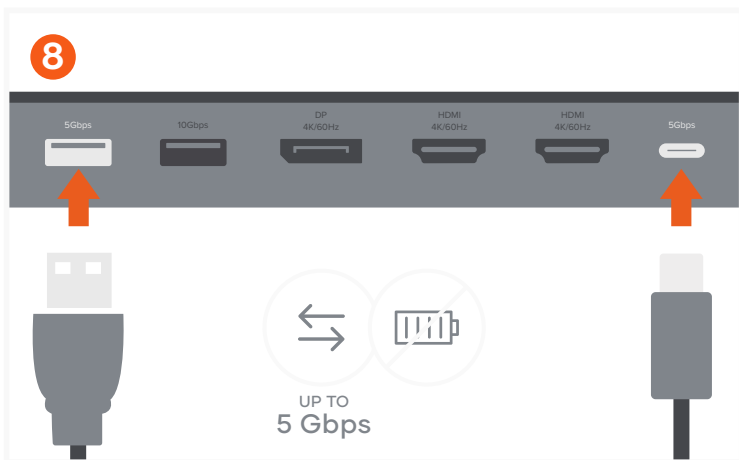 8
5Gbps
10Gbps
DP
4K/60Hz
HDMI
4K/60Hz
HDMI
4K/60Hz
5Gbps
UP TO
5 Gbps